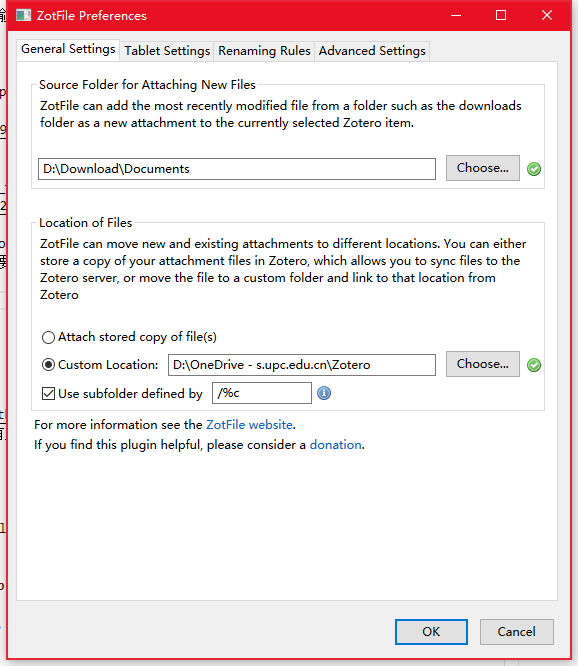 ZotFile Preferences
General Settings Tablet Settings Renaming Rules Advanced Settings
Source Folder for Attaching New Files
ZotFile can add the most recently modified file from a folder such as the downloads
folder as a new attachment to the currently selected Zotero item.
D:\Download\Documents Choose...
Location of Files
ZotFile can move new and existing attachments to different locations. You can either
store a copy of your attachment files in Zotero, which allows you to sync files to the
Zotero server, or move the file to a custom folder and link to that location from
Zotero
Attach stored copy of file(s)
Custom Location: D:\OneDrive - s.upc.edu.cn\Zotero Choose...
Use subfolder defined by /%c
For more information see the ZotFile website.
If you find this plugin helpful, please consider a donation.
OK Cancel